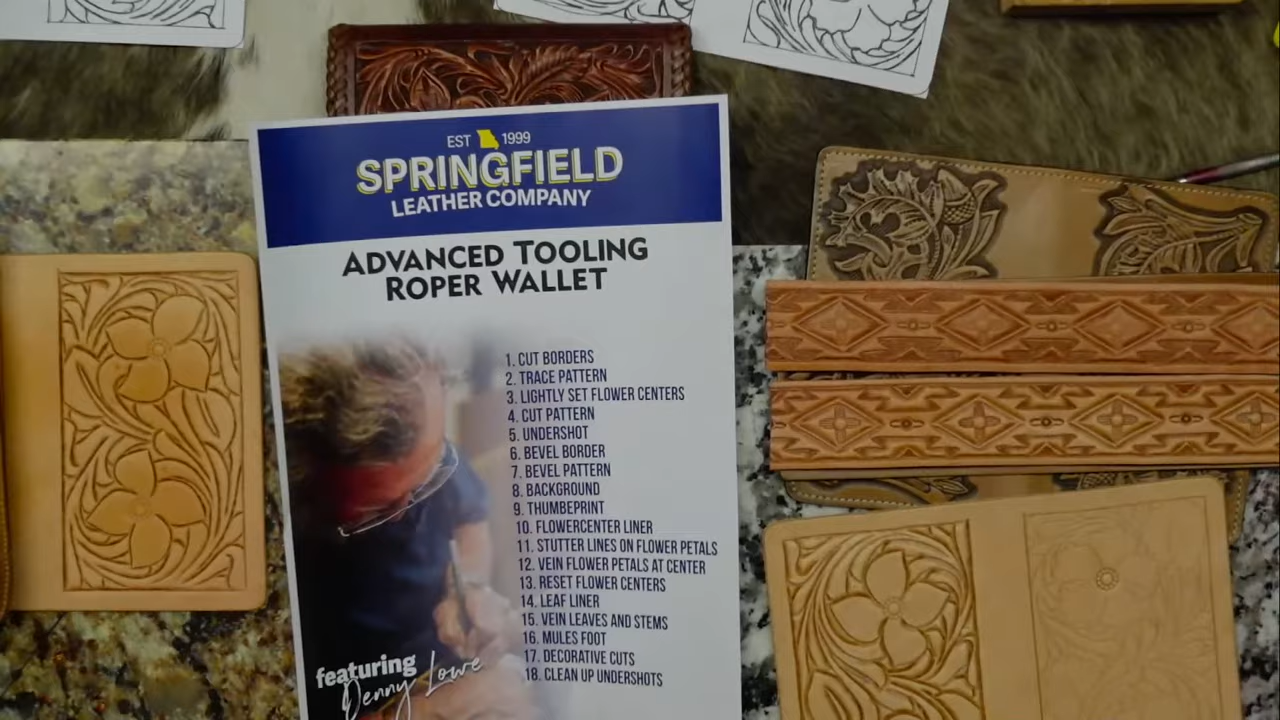 EST 1999
SPRINGFIELD
LEATHER COMPANY
ADVANCED TOOLING
ROPER WALLET
1. CUT BORDERS
2. TRACE PATTERN
3. LIGHTLY SET FLOWER CENTERS
4. CUT PATTERN
5. UNDERSHOT
6. BEVEL BORDER
7. BEVEL PATTERN
8. BACKGROUND
9. THUMBEPRINT
10. FLOWERCENTER LINER
11. STUTTER LINES ON FLOWER PETALS
12. VEIN FLOWER PETALS AT CENTER
13. RESET FLOWER CENTERS
14. LEAF LINER
15. VEIN LEAVES AND STEMS
16. MULES FOOT
17. DECORATIVE CUTS
18. CLEAN UP UNDERSHOTS
featuring
Denny Lowe